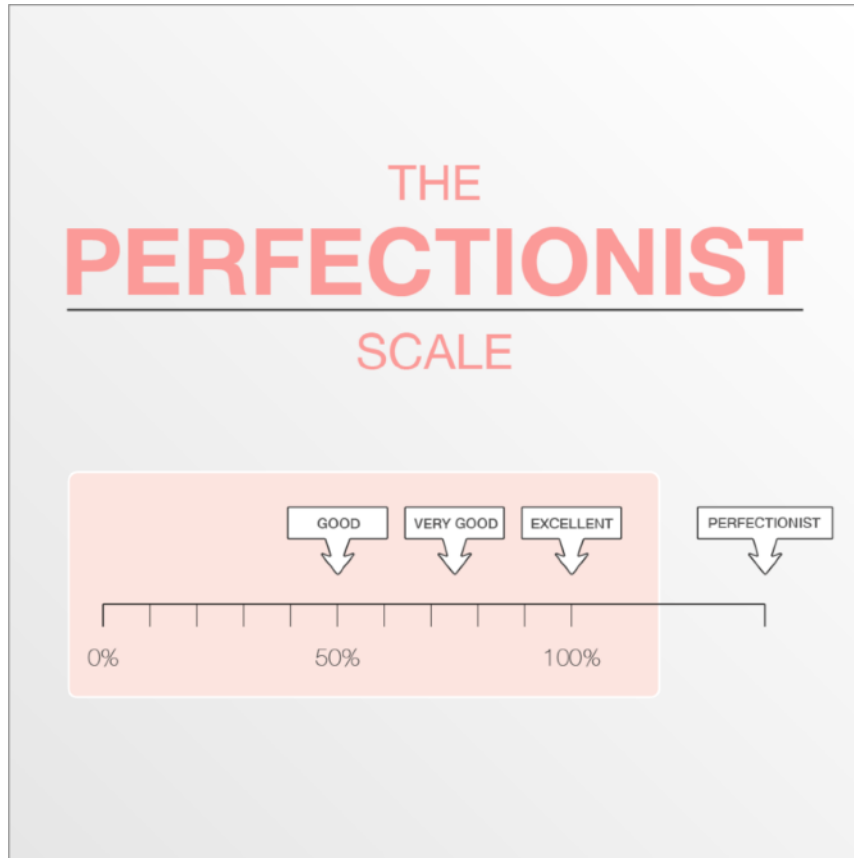 THE
PERFECTIONIST
SCALE
GOOD VERY GOOD EXCELLENT PERFECTIONIST
0% 50% 100%